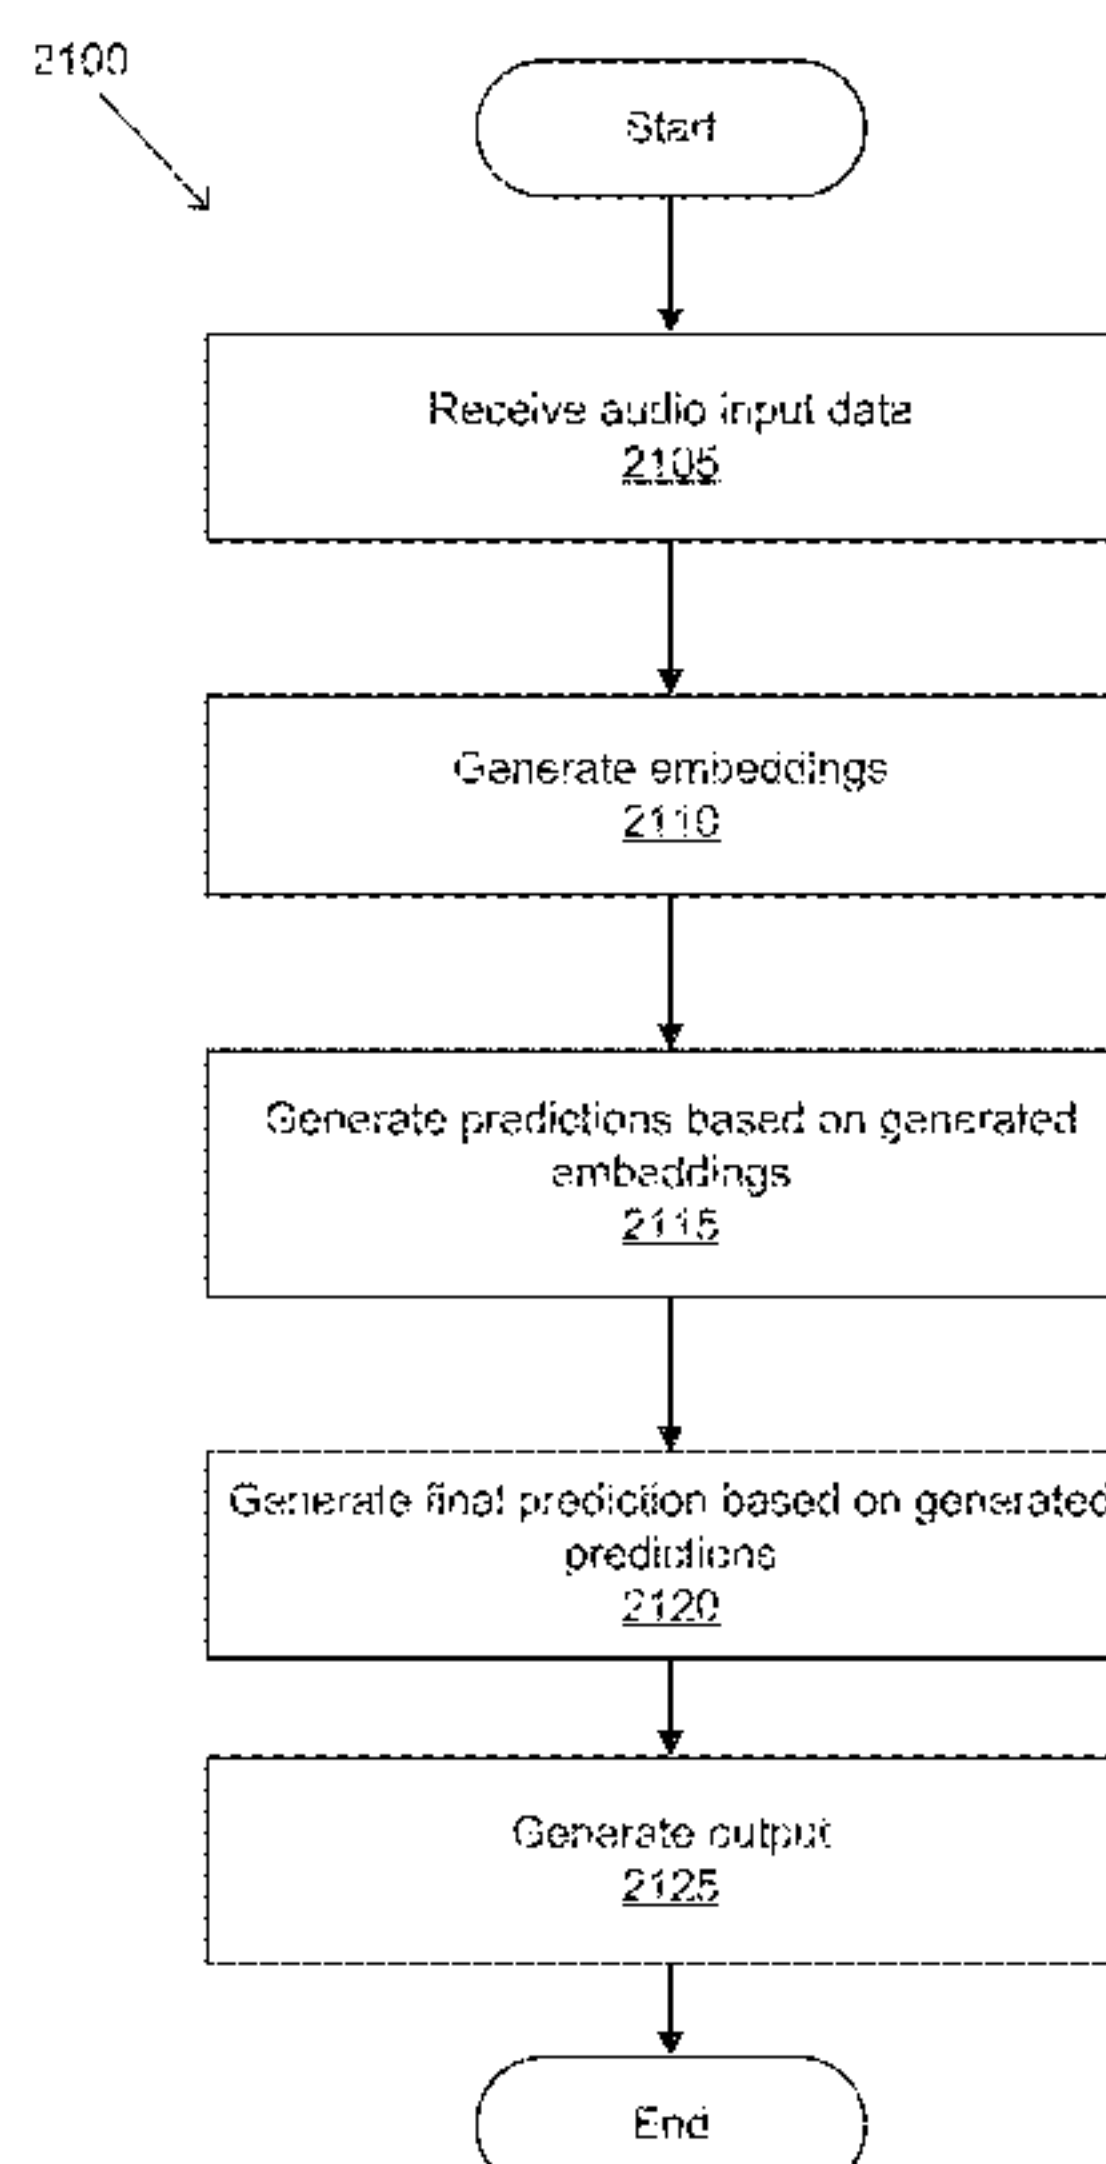 2100
Start
Receive audio input data
2105
Generate embeddings
2110
Generate predictions based on generated
embeddings
2115
Generate final prediction based on generated
predictions
2120
Generate output
2125
End